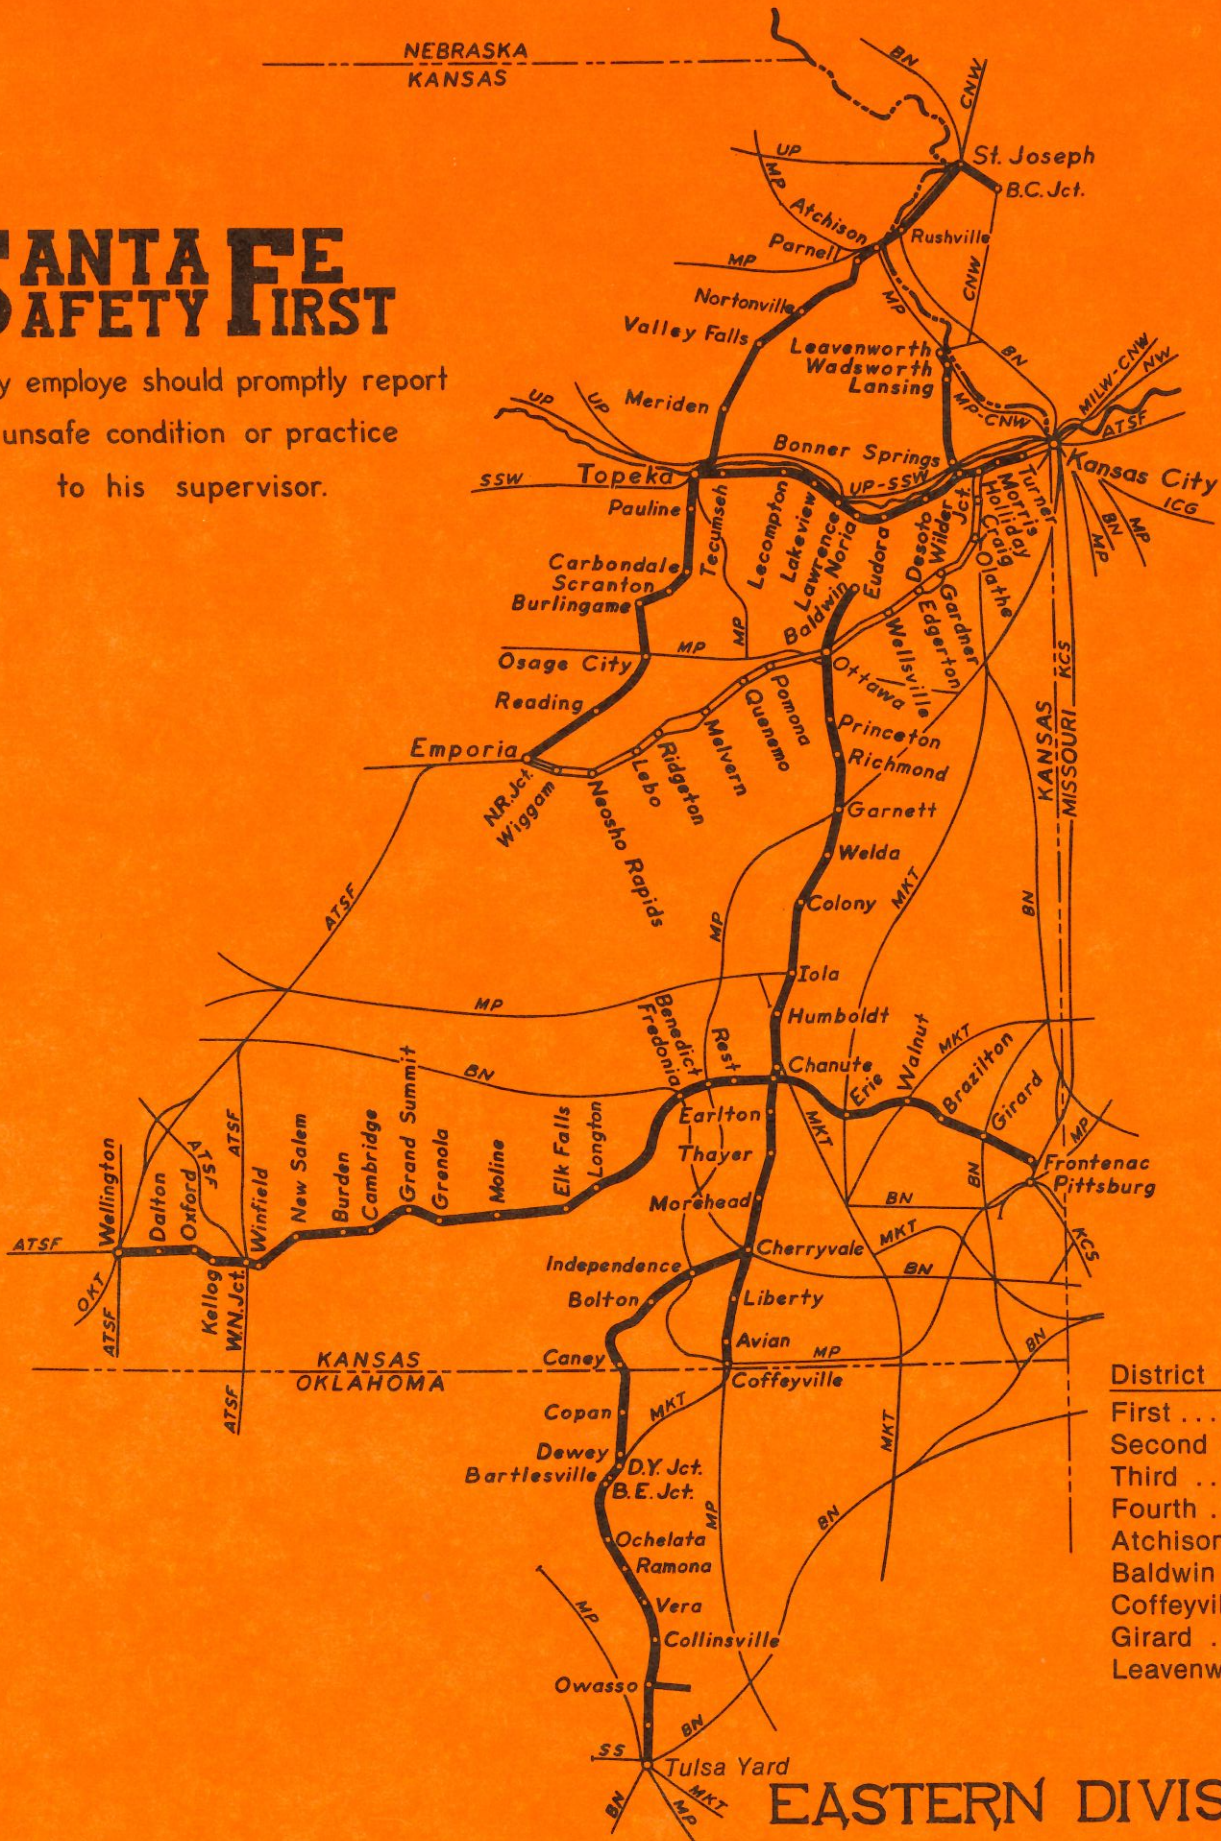 NEBRASKA
KANSAS
BN
CNW
UP
MP
St. Joseph
B.C. Jct.
Atchison
Rushville
Parnell
MP
CNW
SANTA FE
SAFETY FIRST
Nortonville
MP
Valley Falls
Leavenworth
Wadsworth
Lansing
BN
MILW-CNW
NW
y employe should promptly report
unsafe condition or practice
to his supervisor.
UP
UP
Meriden
MP-CNW
ATSF
Bonner Springs
Kansas City
SSW
Topeka
UP-SSW
ICG
BN
MP
MP
Pauline
Tecumseh
Lecompton
Lakeview
Lawrence
Noria
Eudora
Desoto
Wilder
Jct.
Holliday
Morris
Turner
Craig
Olathe
Carbondale
Scranton
Burlingame
Baldwin
Gardner
Edgerton
Wellsville
MP
MP
Osage City
Ottawa
KCS
Reading
Pomona
Quenemo
Melvern
Ridgeton
Lebo
Princeton
Richmond
KANSAS
MISSOURI
Emporia
N.R. Jct.
Wiggam
Neosho Rapids
Garnett
Welda
MKT
ATSF
Colony
BN
MP
Iola
MP
Humboldt
Benedict
Fredonia
Rest
Chanute
Erie
Walnut
MKT
Brazilton
Girard
BN
Earlton
MKT
Thayer
MP
Frontenac
Pittsburg
Wellington
Dalton
Oxford
ATSF
ATSF
Winfield
New Salem
Burden
Cambridge
Grand Summit
Grenola
Moline
Elk Falls
Longton
Morehead
BN
BN
KCS
ATSF
Kellog
W.N. Jct.
OKT
ATSF
Cherryvale
MKT
Independence
BN
Bolton
Liberty
Avian
BN
Caney
MP
KANSAS
OKLAHOMA
Coffeyville
ATSF
Copan
MKT
MKT
Dewey
Bartlesville
D.Y. Jct.
B.E. Jct.
MP
BN
Ochelata
Ramona
MP
Vera
Collinsville
Owasso
BN
SS
Tulsa Yard
BN
MKT
MP
District
First ...
Second
Third ..
Fourth .
Atchison
Baldwin
Coffeyvil
Girard .
Leavenw
EASTERN DIVIS